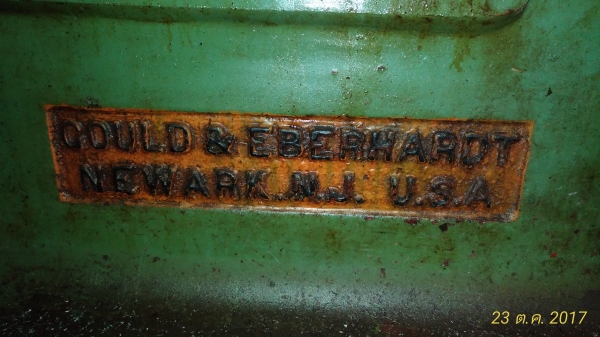 GOULD & EBERHARDT
NEWARK. N.J. U.S.A
23 ต.ค. 2017